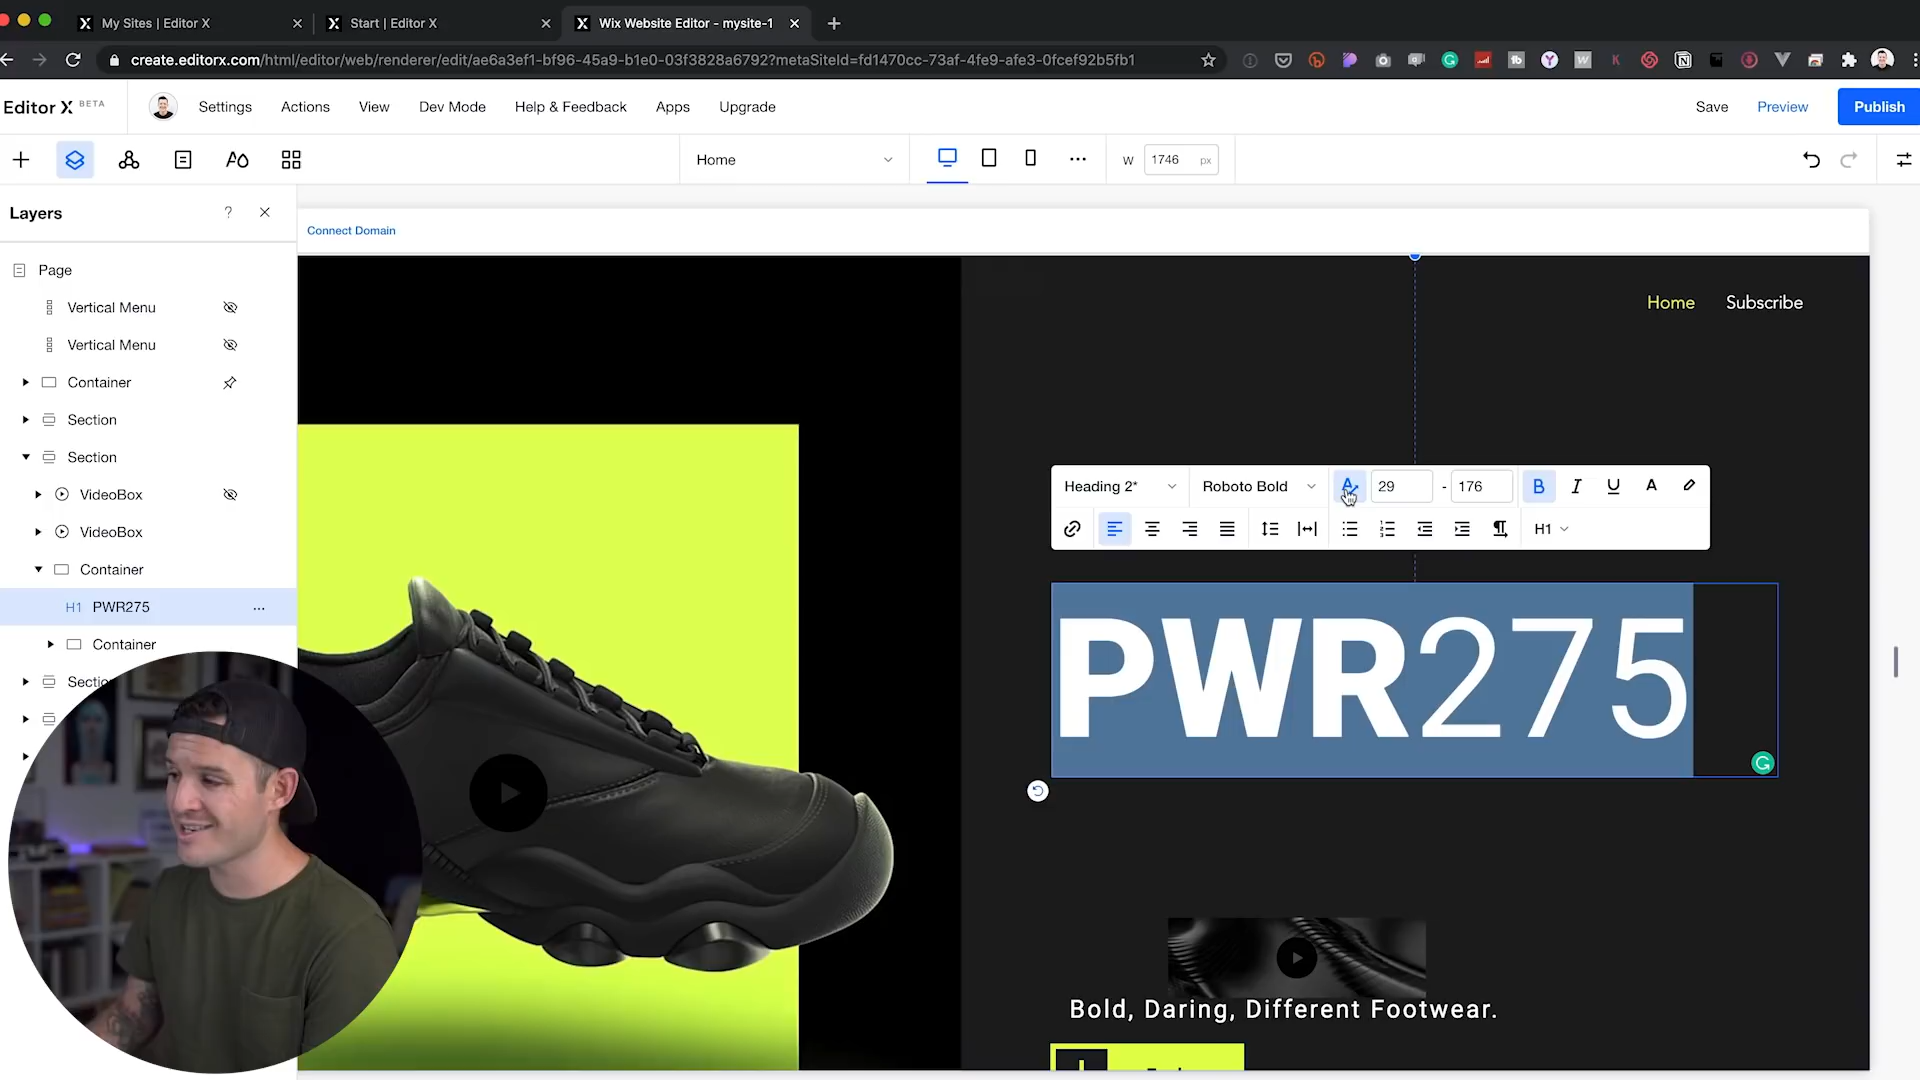 My Sites | Editor X
Start | Editor X
Wix Website Editor - mysite-1
create.editorx.com/html/editor/web/renderer/edit/ae6a3ef1-bf96-45a9-b1e0-03f3828a6792?metaSiteId=fd1470cc-73af-4fe9-afe3-0fcef92b5fb1
Editor X BETA
Settings
Actions
View
Dev Mode
Help & Feedback
Apps
Upgrade
Save
Preview
Publish
Home
W 1746 px
Layers
?
Connect Domain
Page
Vertical Menu
Vertical Menu
Container
Section
Section
VideoBox
VideoBox
Container
H1 PWR275
Container
Home
Subscribe
Heading 2*
Roboto Bold
29 - 176
B I U A
H1
PWR275
Bold, Daring, Different Footwear.